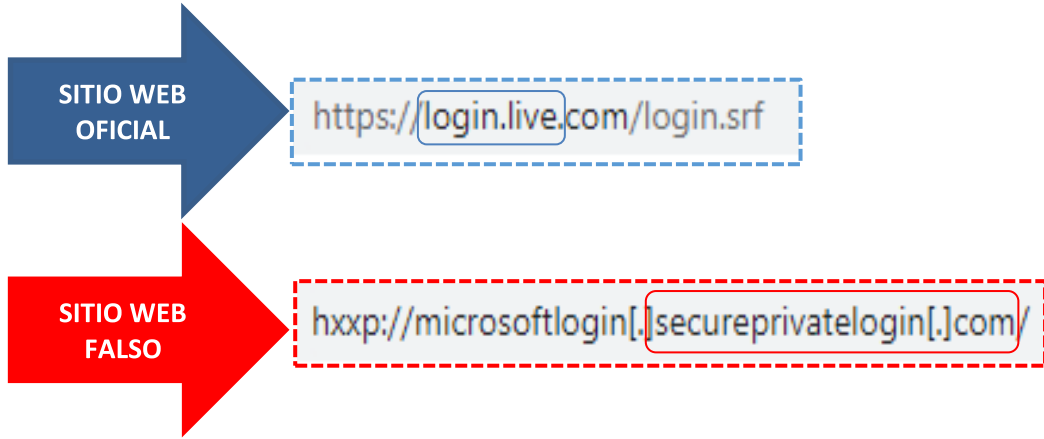 SITIO WEB
OFICIAL
https://login.live.com/login.srf
SITIO WEB
FALSO
hxxp://microsoftlogin[.]secureprivatelogin[.]com/